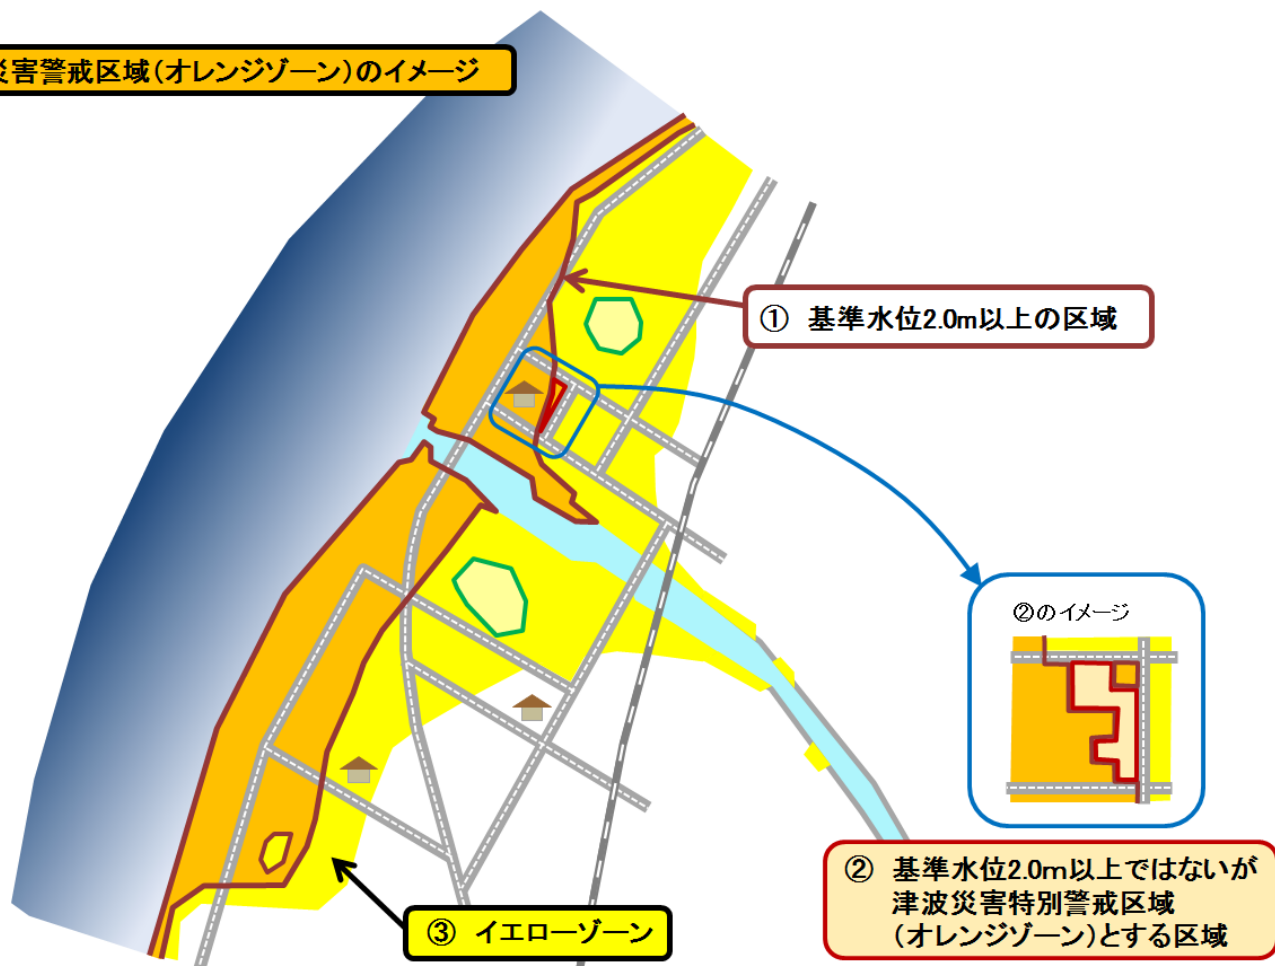 災害警戒区域(オレンジゾーン)のイメージ
① 基準水位2.0m以上の区域
②のイメージ
② 基準水位2.0m以上ではないが
津波災害特別警戒区域
(オレンジゾーン)とする区域
③ イエローゾーン